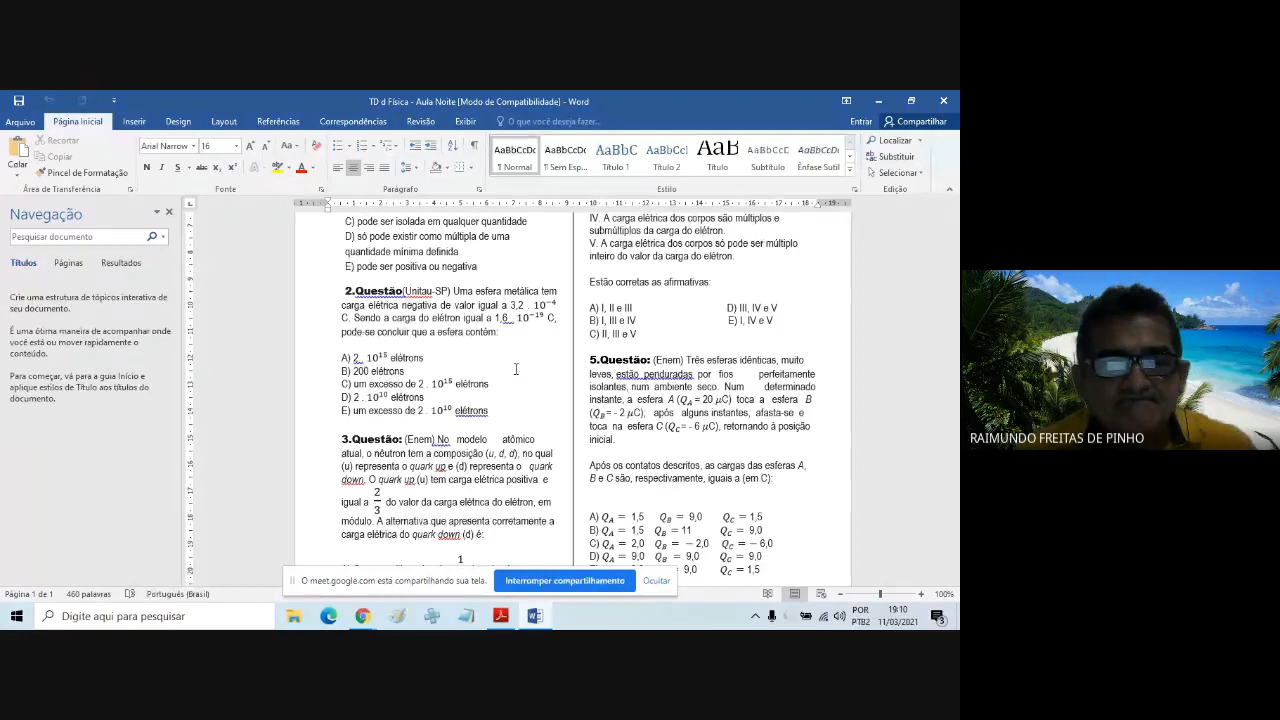 TD d Física - Aula Noite [Modo de Compatibilidade] - Word
Arquivo Página Inicial Inserir Design Layout Referências Correspondências Revisão Exibir O que você deseja fazer... Entrar Compartilhar
Colar
Recortar
Copiar
Pincel de Formatação
Área de Transferência
Arial Narrow 16
N I S abc x₂ x²
Fonte
Parágrafo
AaBbCcDc AaBbCcDc AaBbC AaBbCcl AaB AaBbCcD AaBbCcDc
¶ Normal ¶ Sem Esp... Título 1 Título 2 Título Subtítulo Ênfase Sutil
Estilo
Localizar
Substituir
Selecionar
Edição
Navegação
Pesquisar documento
Títulos Páginas Resultados
Crie uma estrutura de tópicos interativa de
seu documento.
É uma ótima maneira de acompanhar onde
você está ou mover rapidamente o
conteúdo.
Para começar, vá para a guia Início e
aplique estilos de Título aos títulos do
documento.
C) pode ser isolada em qualquer quantidade
D) só pode existir como múltipla de uma
quantidade mínima definida
E) pode ser positiva ou negativa
2.Questão(Unitau-SP) Uma esfera metálica tem
carga elétrica negativa de valor igual a 3,2 . 10⁻⁴
C. Sendo a carga do elétron igual a 1,6 . 10⁻¹⁹ C,
pode-se concluir que a esfera contém:
A) 2 . 10¹⁵ elétrons
B) 200 elétrons
C) um excesso de 2 . 10¹⁵ elétrons
D) 2 . 10¹⁰ elétrons
E) um excesso de 2 . 10¹⁰ elétrons
3.Questão: (Enem) No modelo atômico
atual, o nêutron tem a composição (u, d, d), no qual
(u) representa o quark up e (d) representa o quark
down. O quark up (u) tem carga elétrica positiva e
igual a 2/3 do valor da carga elétrica do elétron, em
módulo. A alternativa que apresenta corretamente a
carga elétrica do quark down (d) é:
1
IV. A carga elétrica dos corpos são múltiplos e
submúltiplos da carga do elétron.
V. A carga elétrica dos corpos só pode ser múltiplo
inteiro do valor da carga do elétron.
Estão corretas as afirmativas:
A) I, II e III D) III, IV e V
B) I, III e IV E) I, IV e V
C) II, III e V
5.Questão: (Enem) Três esferas idênticas, muito
leves, estão penduradas por fios perfeitamente
isolantes, num ambiente seco. Num determinado
instante, a esfera A (Q_A = 20 μC) toca a esfera B
(Q_B = - 2 μC); após alguns instantes, afasta-se e
toca na esfera C (Q_C = - 6 μC), retornando à posição
inicial.
Após os contatos descritos, as cargas das esferas A,
B e C são, respectivamente, iguais a (em C):
A) Q_A = 1,5 Q_B = 9,0 Q_C = 1,5
B) Q_A = 1,5 Q_B = 11 Q_C = 9,0
C) Q_A = 2,0 Q_B = − 2,0 Q_C = − 6,0
D) Q_A = 9,0 Q_B = 9,0 Q_C = 9,0
9,0 Q_C = 1,5
O meet.google.com está compartilhando sua tela. Interromper compartilhamento Ocultar
Página 1 de 1 460 palavras Português (Brasil) 100%
Digite aqui para pesquisar
POR
PTB2
19:10
11/03/2021
3
RAIMUNDO FREITAS DE PINHO